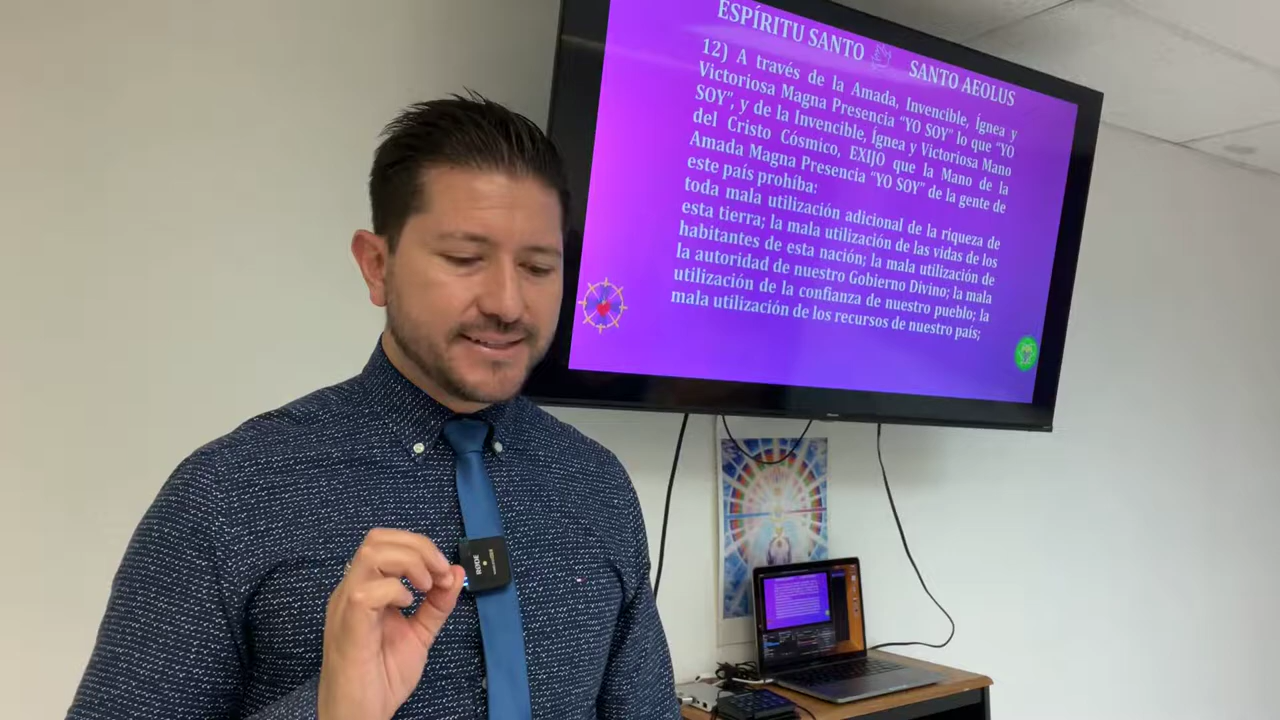 ESPÍRITU SANTO SANTO AEOLUS
12) A través de la Amada, Invencible, Ígnea y
Victoriosa Magna Presencia “YO SOY” lo que “YO
SOY”, y de la Invencible, Ígnea y Victoriosa Mano
del Cristo Cósmico, EXIJO que la Mano de la
Amada Magna Presencia “YO SOY” de la gente de
este país prohíba:
toda mala utilización adicional de la riqueza de
esta tierra; la mala utilización de las vidas de los
habitantes de esta nación; la mala utilización de
la autoridad de nuestro Gobierno Divino; la mala
utilización de la confianza de nuestro pueblo; la
mala utilización de los recursos de nuestro país;
RØDE